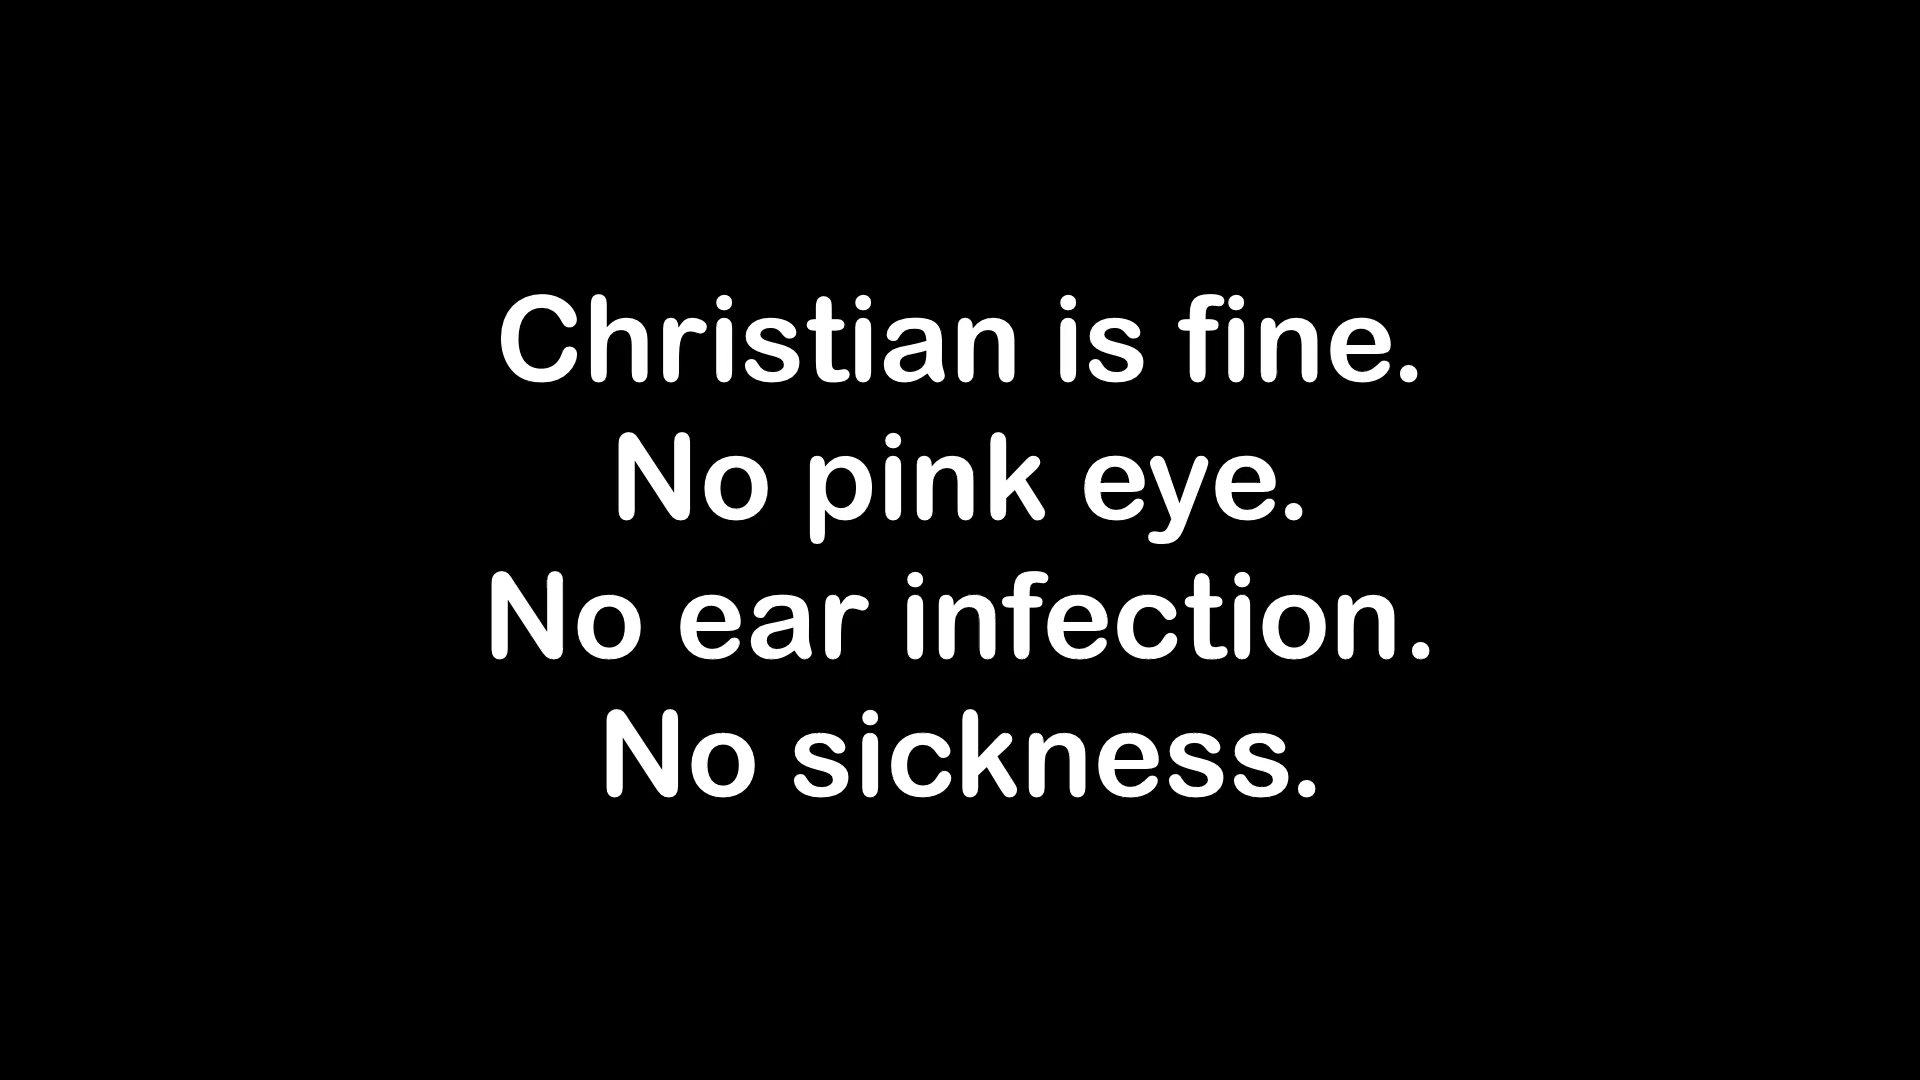 Christian is fine.
No pink eye.
No ear infection.
No sickness.